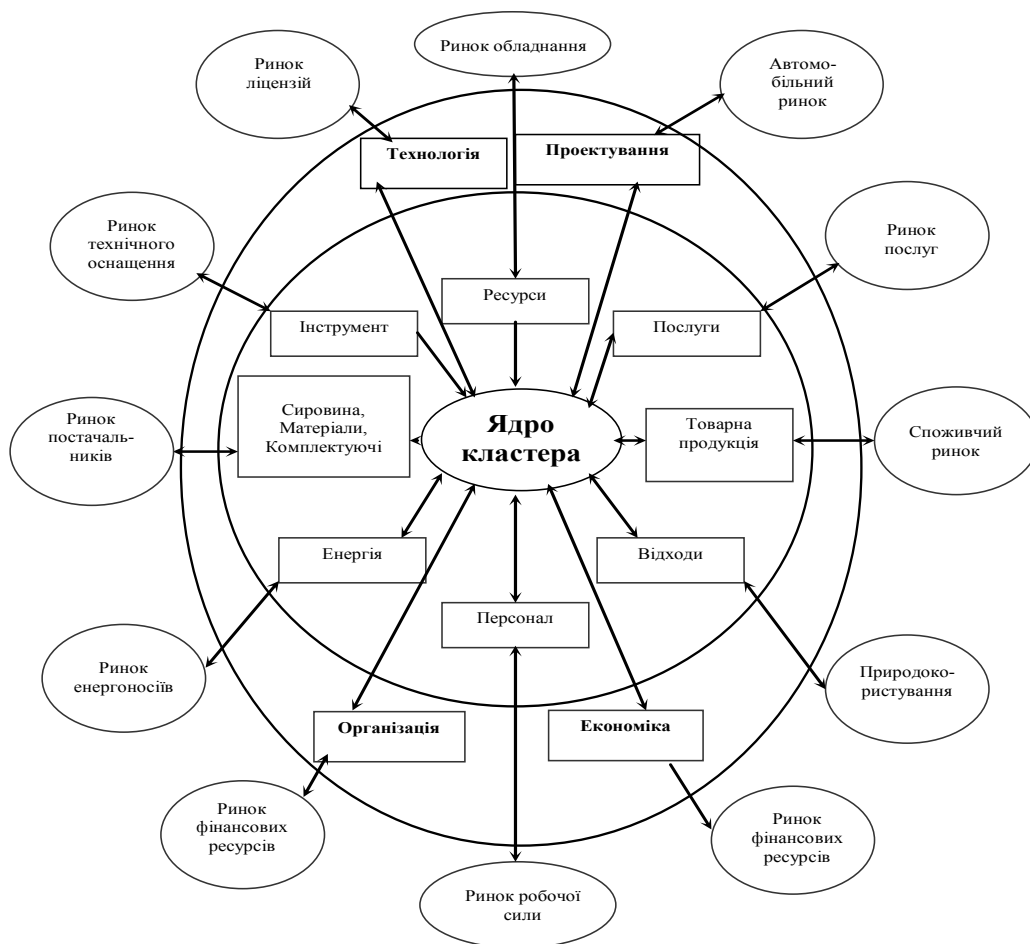 Ринок обладнання
Ринок
ліцензій
Автомо-
більний
ринок
Технологія
Проектування
Ринок
технічного
оснащення
Ринок
послуг
Ресурси
Інструмент
Послуги
Сировина,
Матеріали,
Комплектуючі
Ядро
кластера
Товарна
продукція
Ринок
постачаль-
ників
Споживчий
ринок
Енергія
Відходи
Персонал
Ринок
енергоносіїв
Природоко-
ристування
Організація
Економіка
Ринок
фінансових
ресурсів
Ринок
фінансових
ресурсів
Ринок робочої
сили